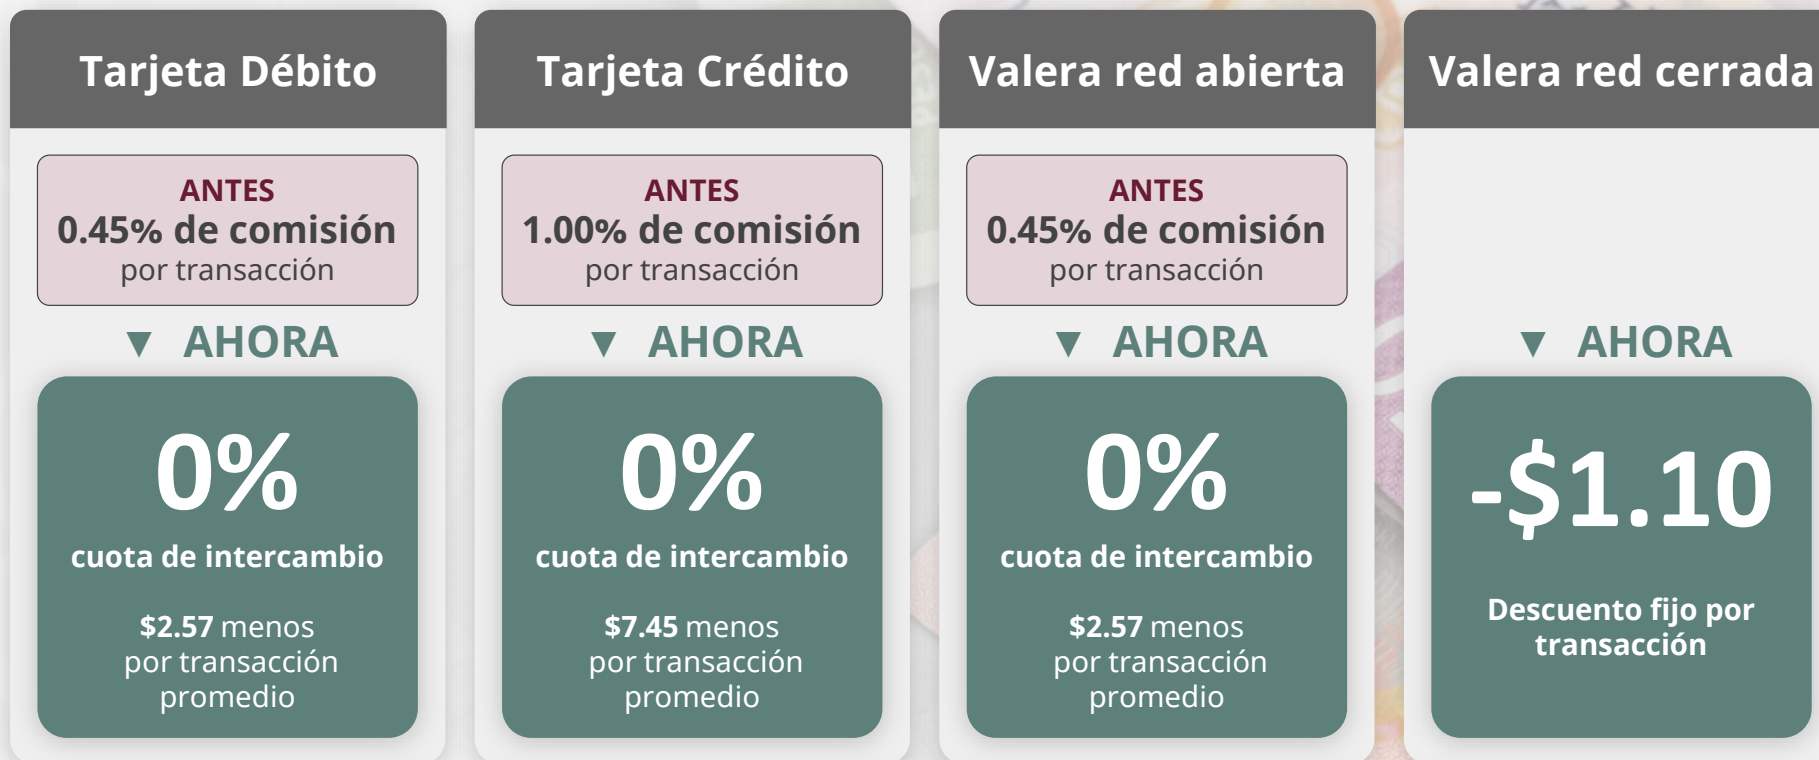 Tarjeta Débito
ANTES
0.45% de comisión
por transacción
▼ AHORA
0%
cuota de intercambio
$2.57 menos
por transacción
promedio
Tarjeta Crédito
ANTES
1.00% de comisión
por transacción
▼ AHORA
0%
cuota de intercambio
$7.45 menos
por transacción
promedio
Valera red abierta
ANTES
0.45% de comisión
por transacción
▼ AHORA
0%
cuota de intercambio
$2.57 menos
por transacción
promedio
Valera red cerrada
▼ AHORA
-$1.10
Descuento fijo por
transacción